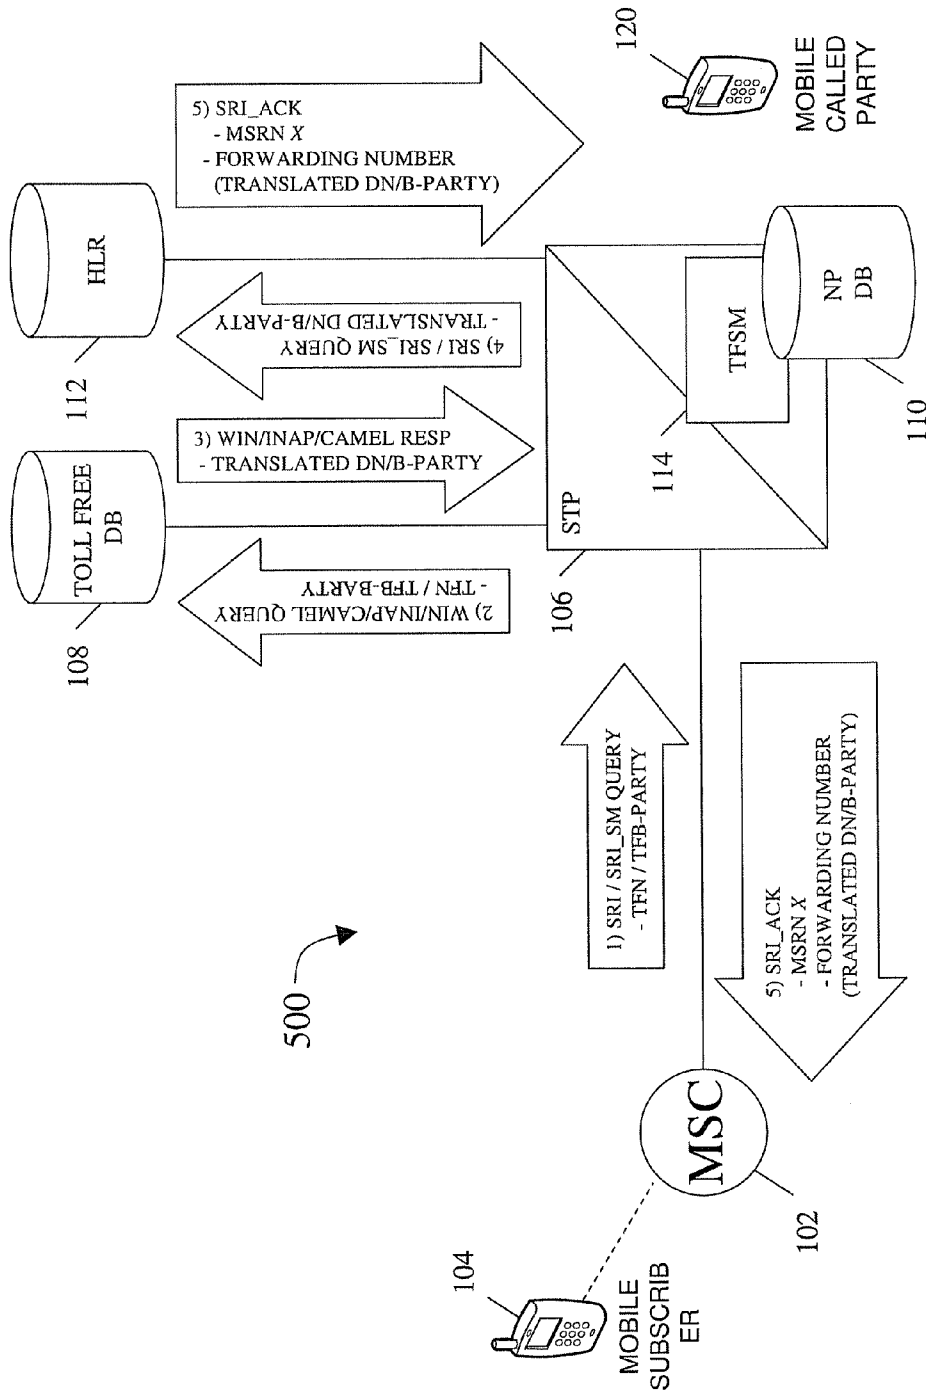 500
104
MOBILE
SUBSCRIB
ER
MSC
102
1) SRI / SRI_SM QUERY
- TFN / TFB-PARTY
5) SRI_ACK
- MSRN X
- FORWARDING NUMBER
(TRANSLATED DN/B-PARTY)
108
TOLL FREE
DB
2) WIN/INAP/CAMEL QUERY
- TFN / TFB-BARTY
3) WIN/INAP/CAMEL RESP
- TRANSLATED DN/B-PARTY
112
HLR
4) SRI / SRI_SM QUERY
- TRANSLATED DN/B-PARTY
5) SRI_ACK
- MSRN X
- FORWARDING NUMBER
(TRANSLATED DN/B-PARTY)
106
STP
114
TFSM
NP
DB
110
120
MOBILE
CALLED
PARTY